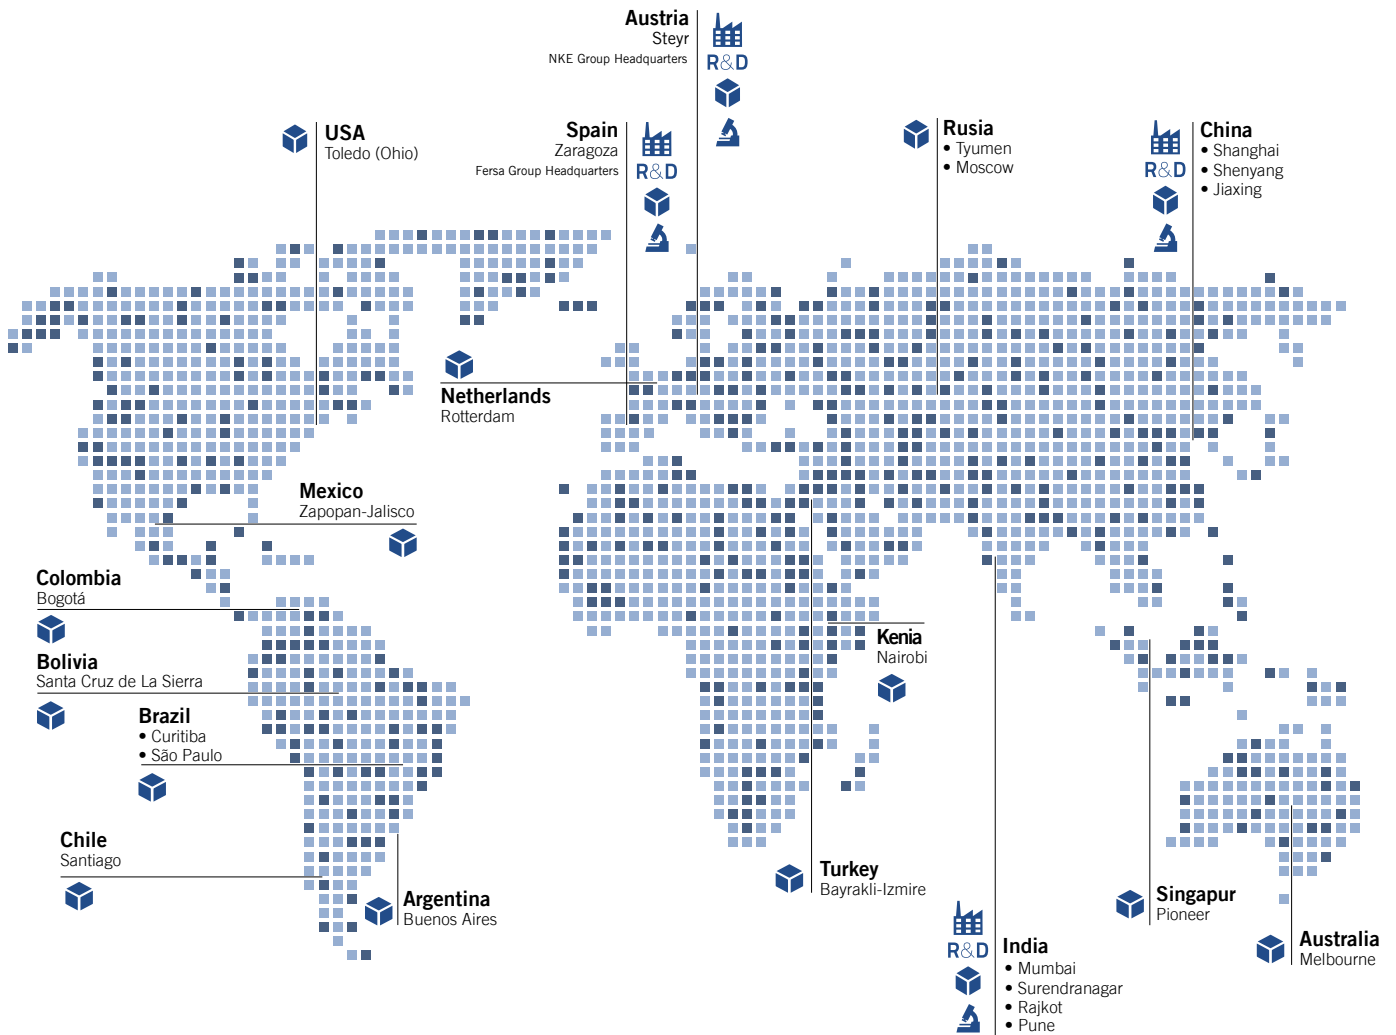 Austria
Steyr
NKE Group Headquarters
R&D
USA
Toledo (Ohio)
Spain
Zaragoza
Fersa Group Headquarters
R&D
Rusia
• Tyumen
• Moscow
China
• Shanghai
• Shenyang
• Jiaxing
R&D
Netherlands
Rotterdam
Mexico
Zapopan-Jalisco
Colombia
Bogotá
Bolivia
Santa Cruz de La Sierra
Brazil
• Curitiba
• São Paulo
Kenia
Nairobi
Chile
Santiago
Argentina
Buenos Aires
Turkey
Bayrakli-Izmire
R&D
India
• Mumbai
• Surendranagar
• Rajkot
• Pune
Singapur
Pioneer
Australia
Melbourne